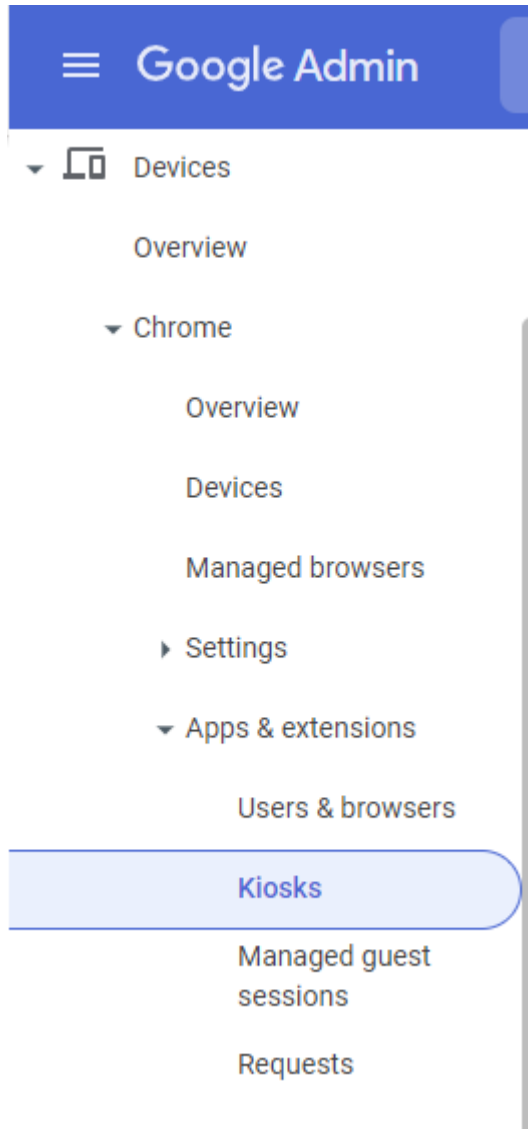 Google Admin
Devices
Overview
Chrome
Overview
Devices
Managed browsers
Settings
Apps & extensions
Users & browsers
Kiosks
Managed guest
sessions
Requests